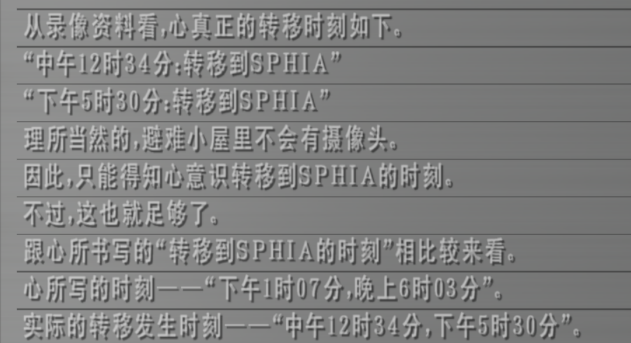 从录像资料看,心真正的转移时刻如下。
“中午12时34分:转移到SPHIA”
“下午5时30分:转移到SPHIA”
理所当然的,避难小屋里不会有摄像头。
因此,只能得知心意识转移到SPHIA的时刻。
不过,这也就足够了。
跟心所书写的“转移到SPHIA的时刻”相比较来看。
心所写的时刻——“下午1时07分,晚上6时03分”。
实际的转移发生时刻——“中午12时34分,下午5时30分”。